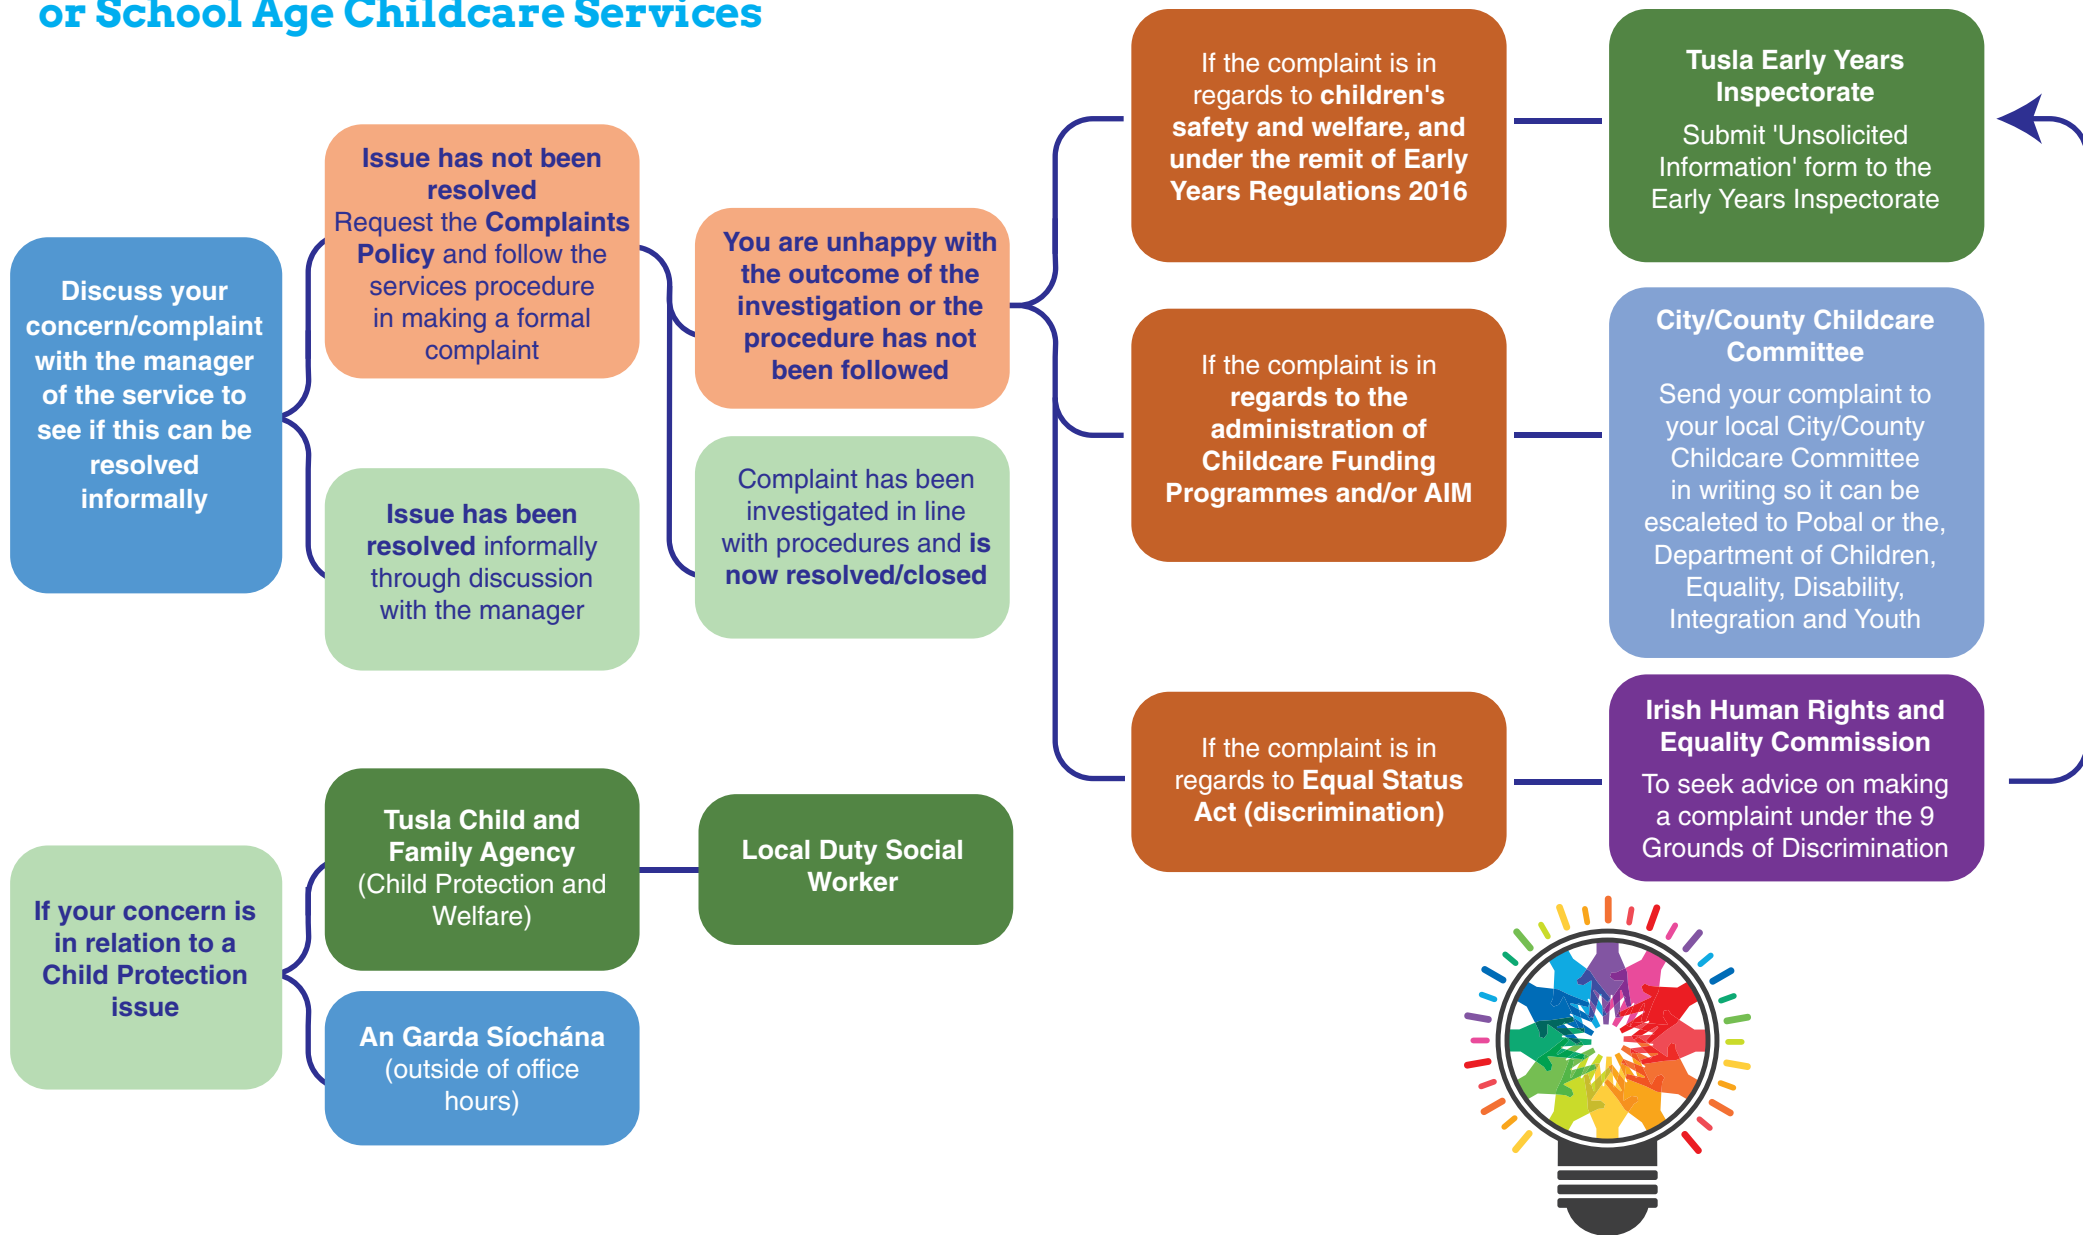 or School Age Childcare Services
Discuss your
concern/complaint
with the manager
of the service to
see if this can be
resolved
informally
Issue has not been
resolved
Request the Complaints
Policy and follow the
services procedure
in making a formal
complaint
Issue has been
resolved informally
through discussion
with the manager
You are unhappy with
the outcome of the
investigation or the
procedure has not
been followed
Complaint has been
investigated in line
with procedures and is
now resolved/closed
If the complaint is in
regards to children's
safety and welfare, and
under the remit of Early
Years Regulations 2016
Tusla Early Years
Inspectorate
Submit 'Unsolicited
Information' form to the
Early Years Inspectorate
If the complaint is in
regards to the
administration of
Childcare Funding
Programmes and/or AIM
City/County Childcare
Committee
Send your complaint to
your local City/County
Childcare Committee
in writing so it can be
escaleted to Pobal or the,
Department of Children,
Equality, Disability,
Integration and Youth
If the complaint is in
regards to Equal Status
Act (discrimination)
Irish Human Rights and
Equality Commission
To seek advice on making
a complaint under the 9
Grounds of Discrimination
If your concern is
in relation to a
Child Protection
issue
Tusla Child and
Family Agency
(Child Protection and
Welfare)
Local Duty Social
Worker
An Garda Síochána
(outside of office
hours)